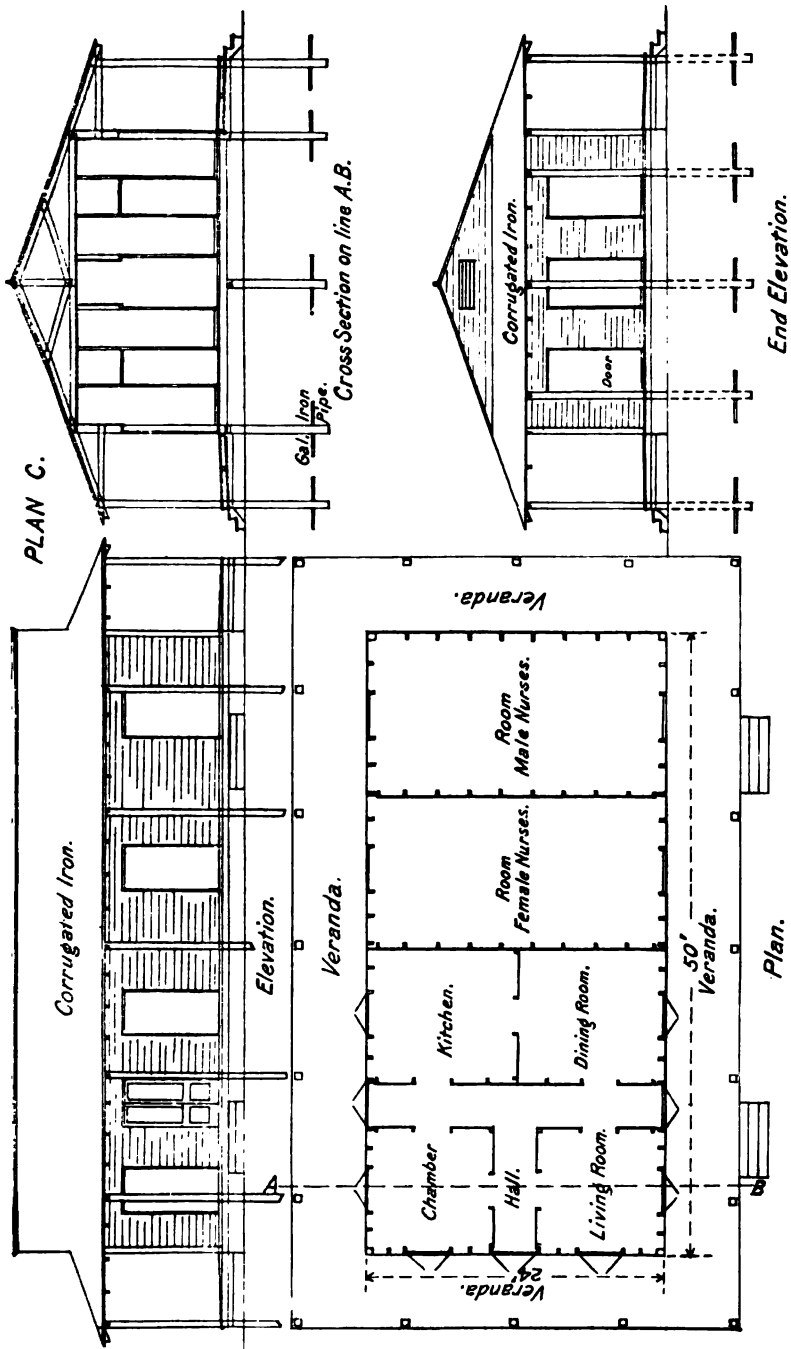 PLAN C.
Corrugated Iron.
Elevation.
Gal. Iron
Pipe.
Cross Section on line A.B.
Corrugated Iron.
Door
End Elevation.
Veranda.
Veranda.
Room
Male Nurses.
Room
Female Nurses.
Kitchen.
Dining Room.
Chamber
Hall.
Living Room.
A
B
24'
Veranda.
50'
Veranda.
Plan.